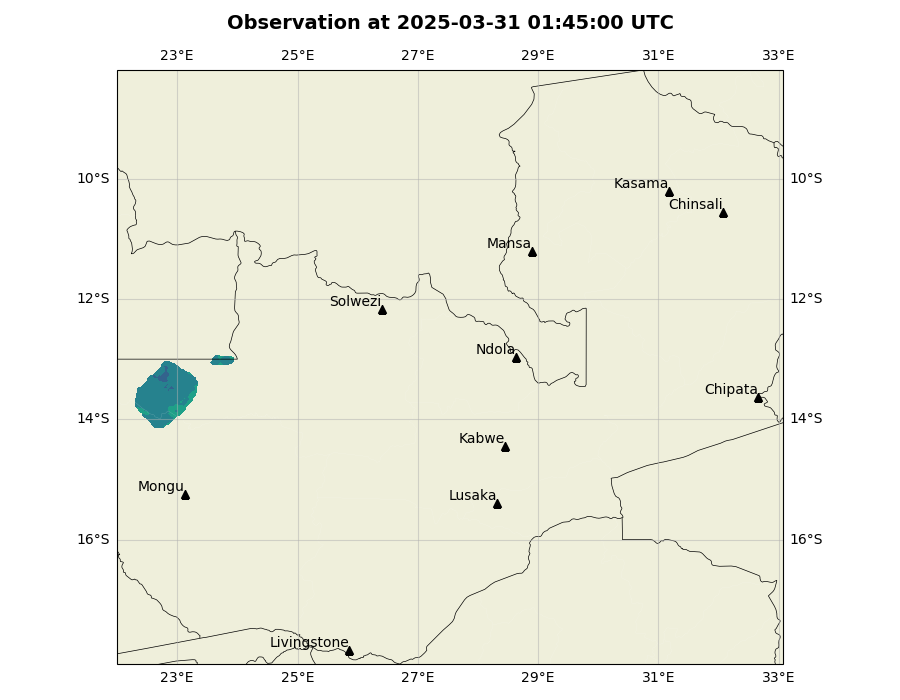 Observation at 2025-03-31 01:45:00 UTC
23°E 25°E 27°E 29°E 31°E 33°E
10°S 10°S
Kasama
Chinsali
Mansa
12°S 12°S
Solwezi
Ndola
Chipata
14°S 14°S
Kabwe
Mongu
Lusaka
16°S 16°S
Livingstone
23°E 25°E 27°E 29°E 31°E 33°E